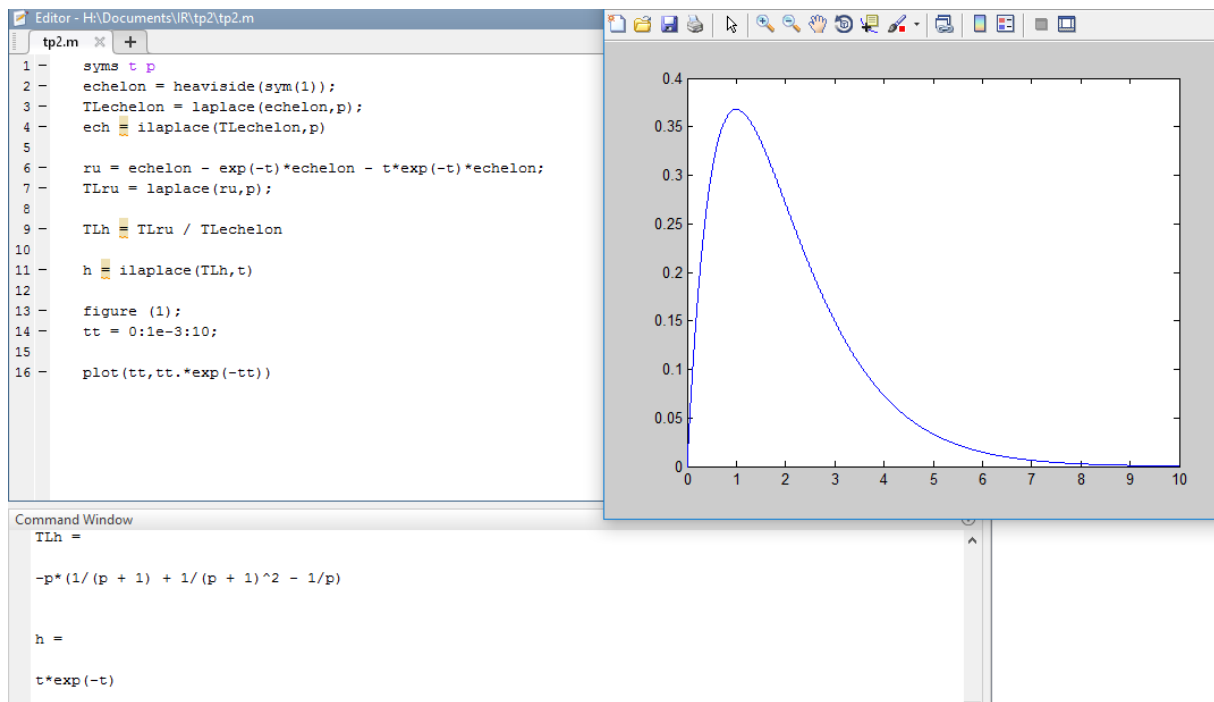 Editor - H:\Documents\IR\tp2\tp2.m
tp2.m × +
1 - syms t p
2 - echelon = heaviside(sym(1));
3 - TLechelon = laplace(echelon,p);
4 - ech = ilaplace(TLechelon,p)
5
6 - ru = echelon - exp(-t)*echelon - t*exp(-t)*echelon;
7 - TLru = laplace(ru,p);
8
9 - TLh = TLru / TLechelon
10
11 - h = ilaplace(TLh,t)
12
13 - figure (1);
14 - tt = 0:1e-3:10;
15
16 - plot(tt,tt.*exp(-tt))
0.4
0.35
0.3
0.25
0.2
0.15
0.1
0.05
0
0 1 2 3 4 5 6 7 8 9 10
Command Window
TLh =
-p*(1/(p + 1) + 1/(p + 1)^2 - 1/p)
h =
t*exp(-t)